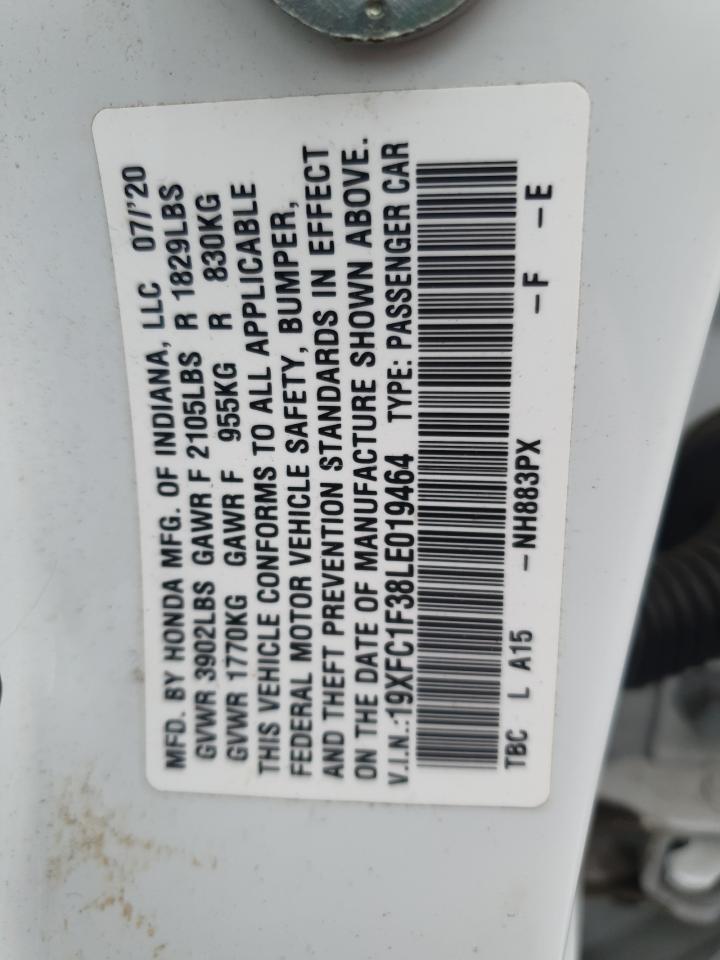 MFD. BY HONDA MFG. OF INDIANA, LLC 07/'20
GVWR 3902LBS GAWR F 2105LBS R 1829LBS
GVWR 1770KG GAWR F 955KG R 830KG
THIS VEHICLE CONFORMS TO ALL APPLICABLE
FEDERAL MOTOR VEHICLE SAFETY, BUMPER,
AND THEFT PREVENTION STANDARDS IN EFFECT
ON THE DATE OF MANUFACTURE SHOWN ABOVE.
V.I.N.:19XFC1F38LE019464 TYPE: PASSENGER CAR
TBC L A15 -NH883PX -F -E